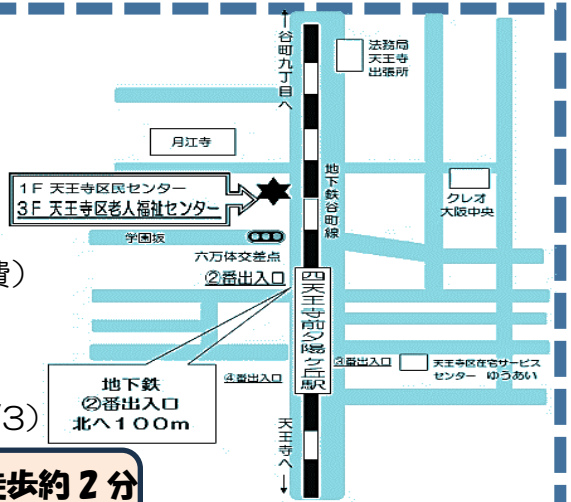 ↑谷町九丁目へ
法務局
天王寺
出張所
月江寺
地下鉄谷町線
1F 天王寺区民センター
3F 天王寺区老人福祉センター
クレオ
大阪中央
学園坂
六万体交差点
②番出入口
費)
四天王寺前夕陽ヶ丘駅
③番出入口
天王寺区在宅サービス
センター ゆうあい
④番出入口
地下鉄
②番出入口
北へ100m
3)
天王寺へ↓
徒歩約2分